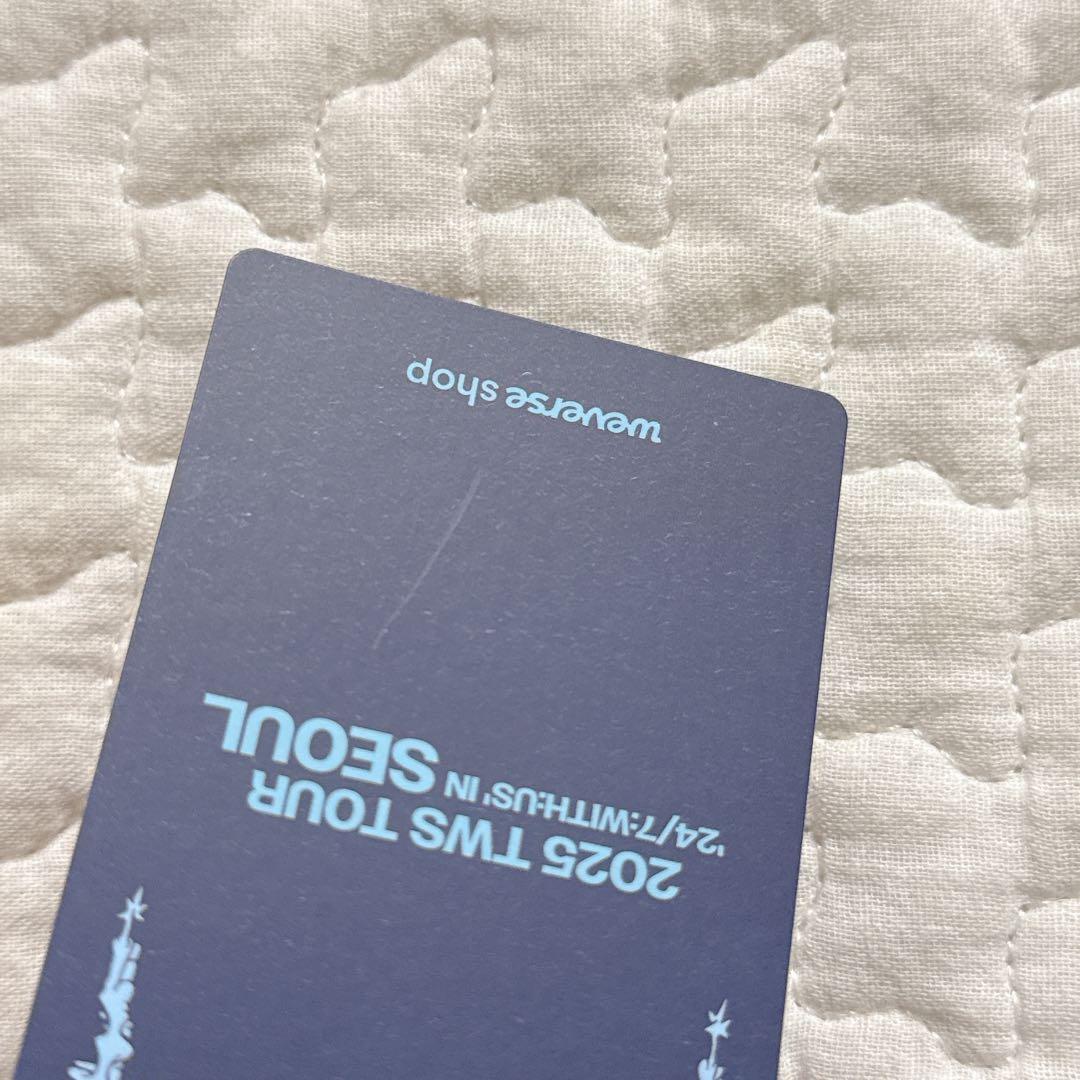 2025 TWS TOUR
'24/7:WITH:US' IN SEOUL
weverse shop